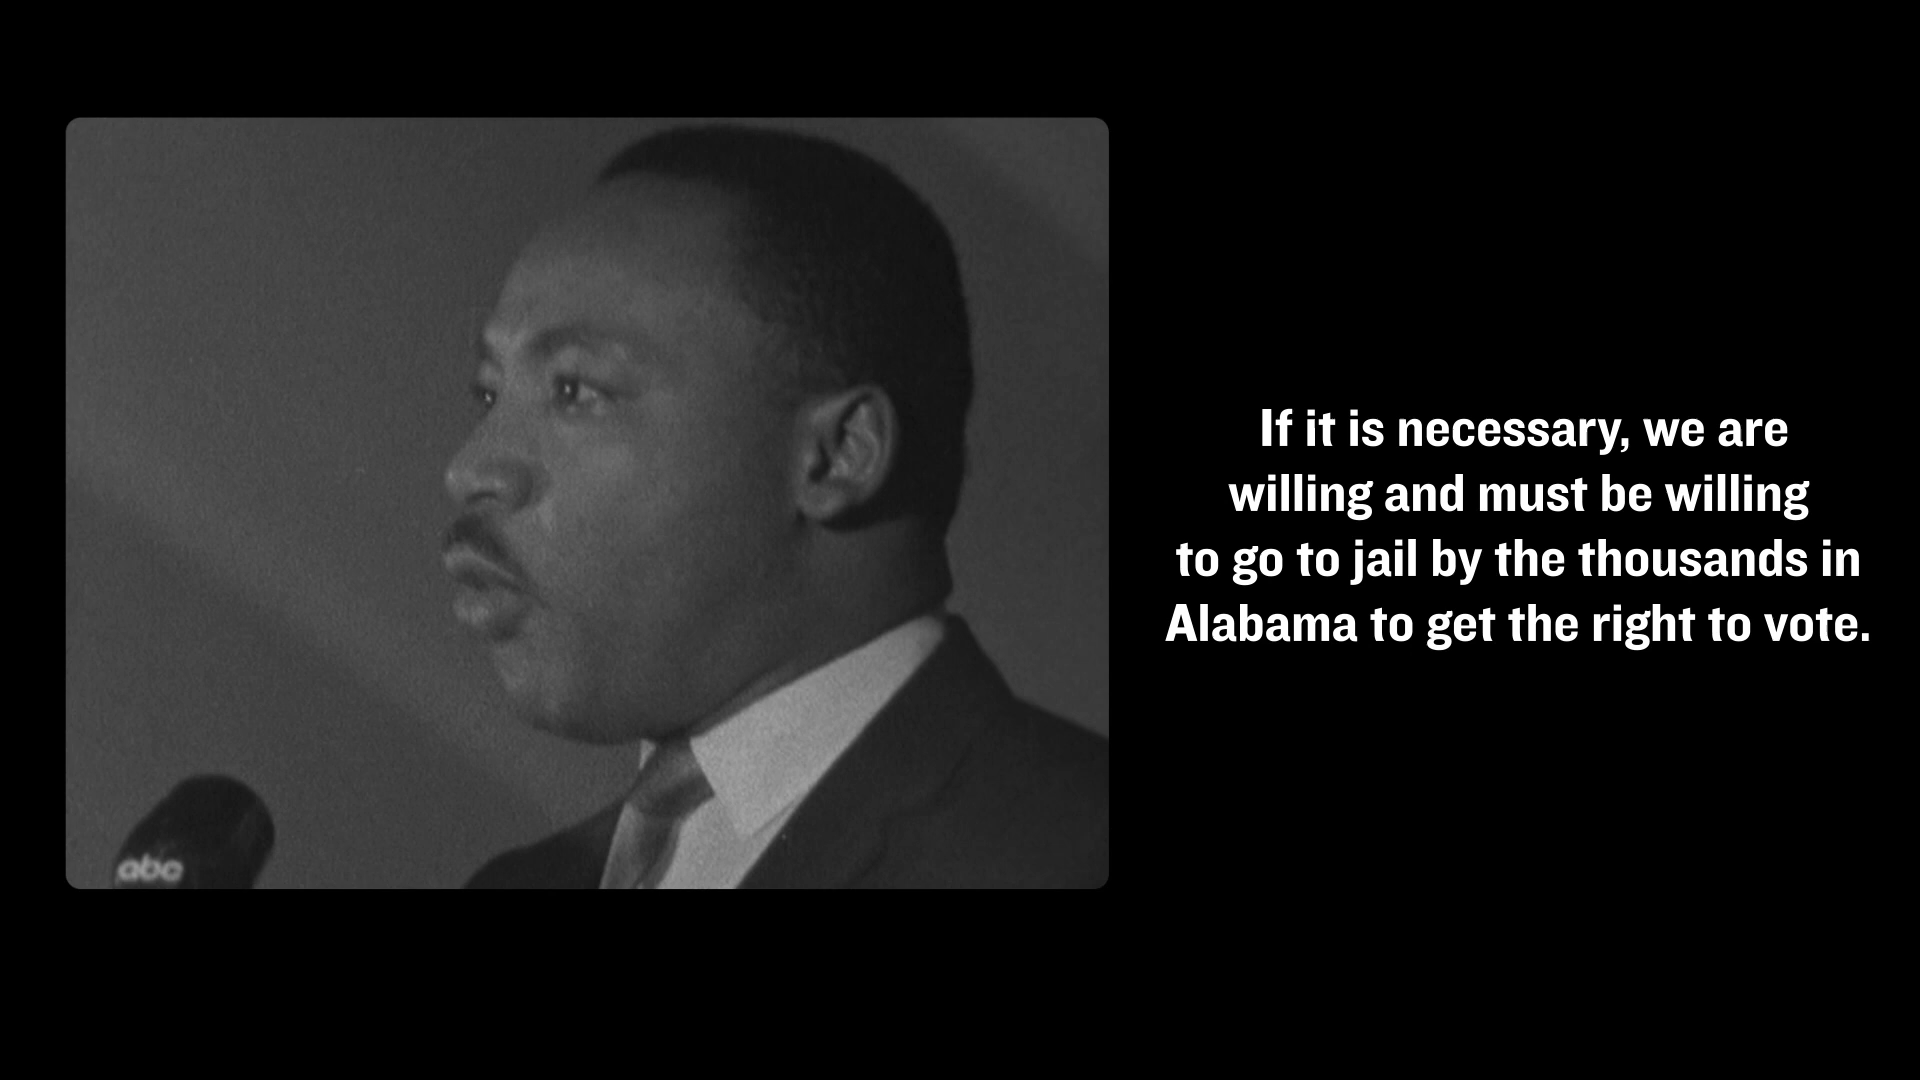 If it is necessary, we are
willing and must be willing
to go to jail by the thousands in
Alabama to get the right to vote.
abc